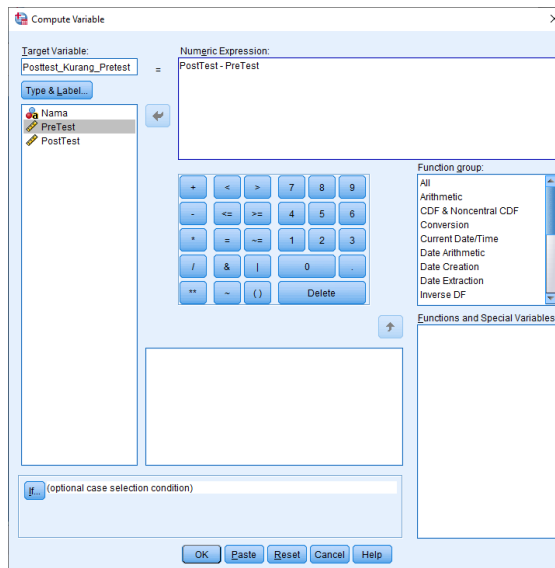 Compute Variable
Target Variable:
Posttest_Kurang_Pretest
=
Numeric Expression:
PostTest - PreTest
Type & Label...
Nama
PreTest
PostTest
+ < > 7 8 9
- <= >= 4 5 6
* = ~= 1 2 3
/ & | 0 .
** ~ ( ) Delete
Function group:
All
Arithmetic
CDF & Noncentral CDF
Conversion
Current Date/Time
Date Arithmetic
Date Creation
Date Extraction
Inverse DF
Functions and Special Variables:
If... (optional case selection condition)
OK Paste Reset Cancel Help